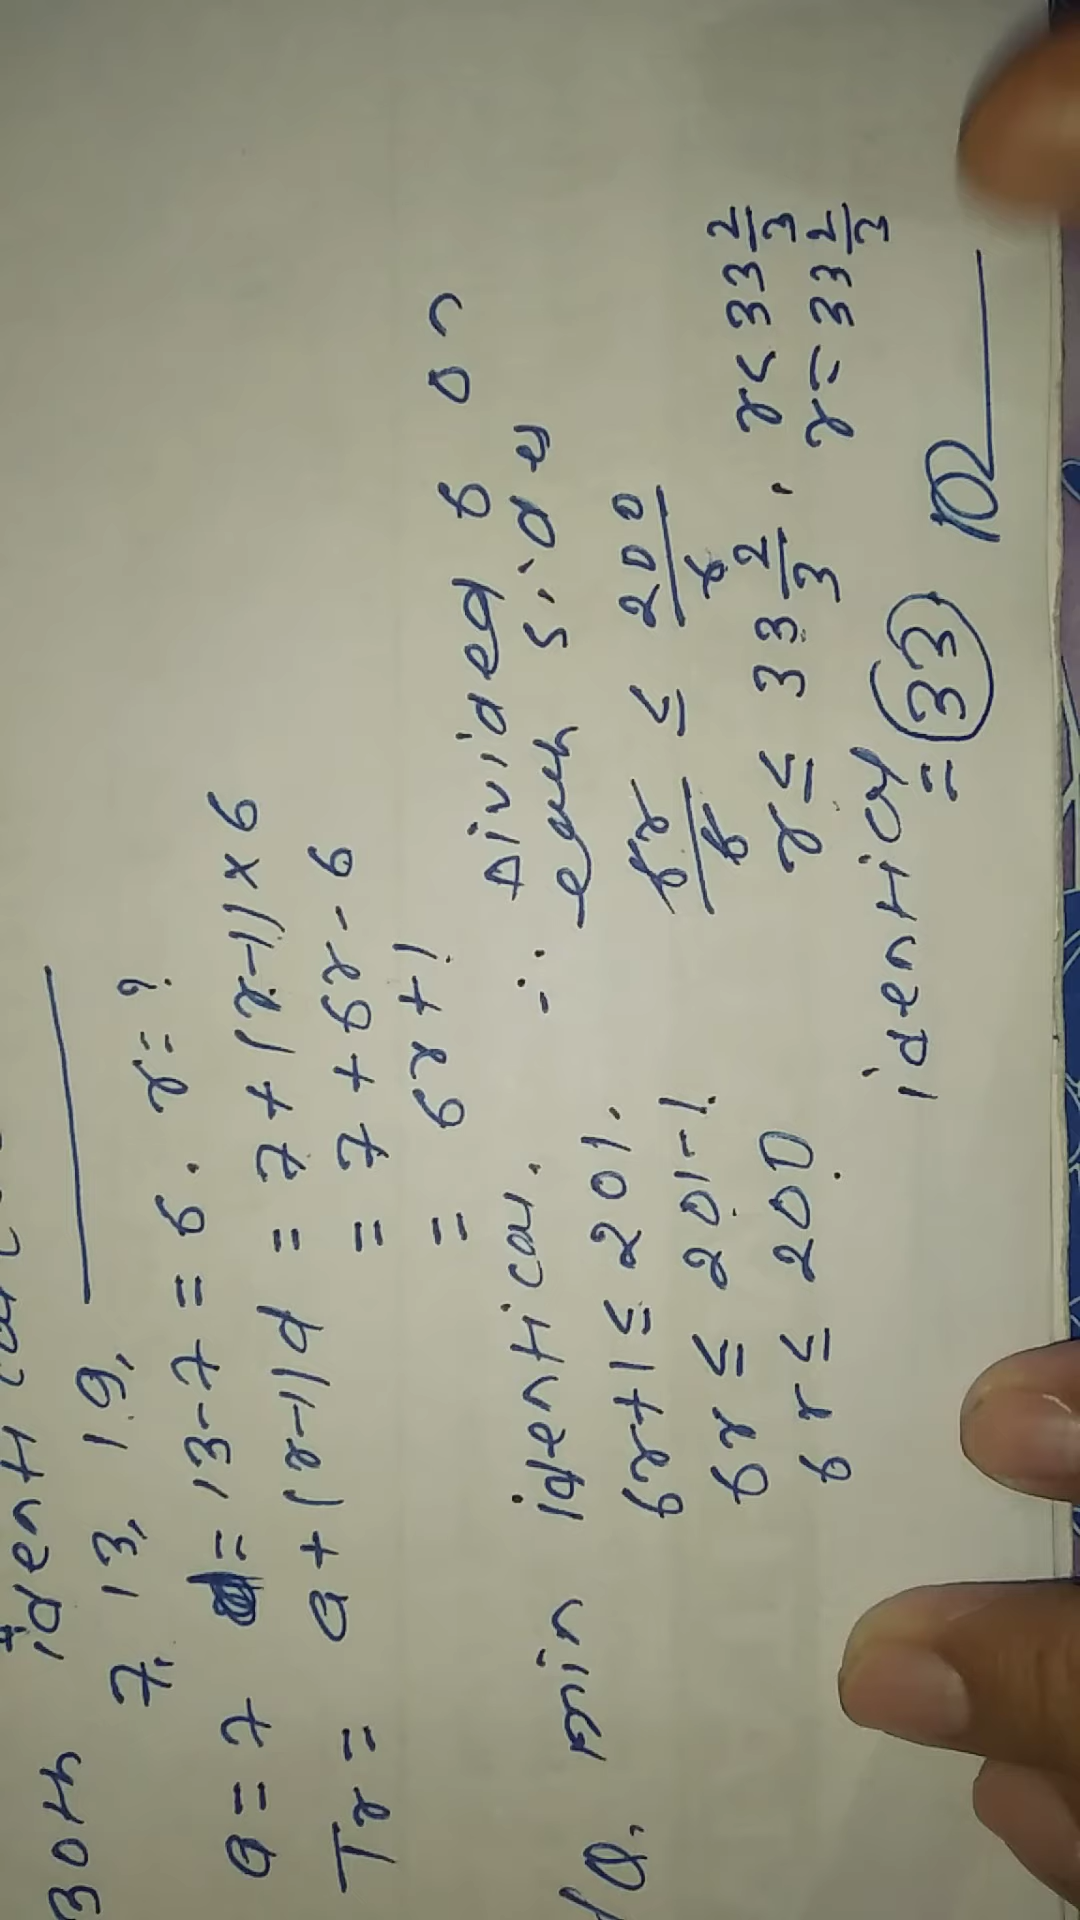 30th identical
7, 13, 19,
a = 7 d = 13-7 = 6. r = ?
Tr = a + (r-1)d = 7 + (r-1) x 6
= 7 + 6r - 6
= 6r + 1
min identical.
6r + 1 ≤ 201.
6r ≤ 201-1
6r ≤ 200.
∴ Divided 6 on
each sides
6r/6 ≤ 200/6
r ≤ 33 2/3, r < 33 2/3
r = 33 2/3
identicy
= 33